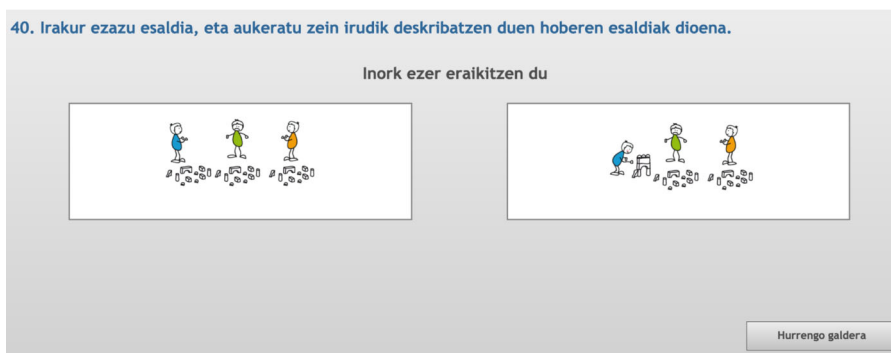 40. Irakur ezazu esaldia, eta aukeratu zein irudik deskribatzen duen hoberen esaldiak dioena.
Inork ezer eraikitzen du
Hurrengo galdera